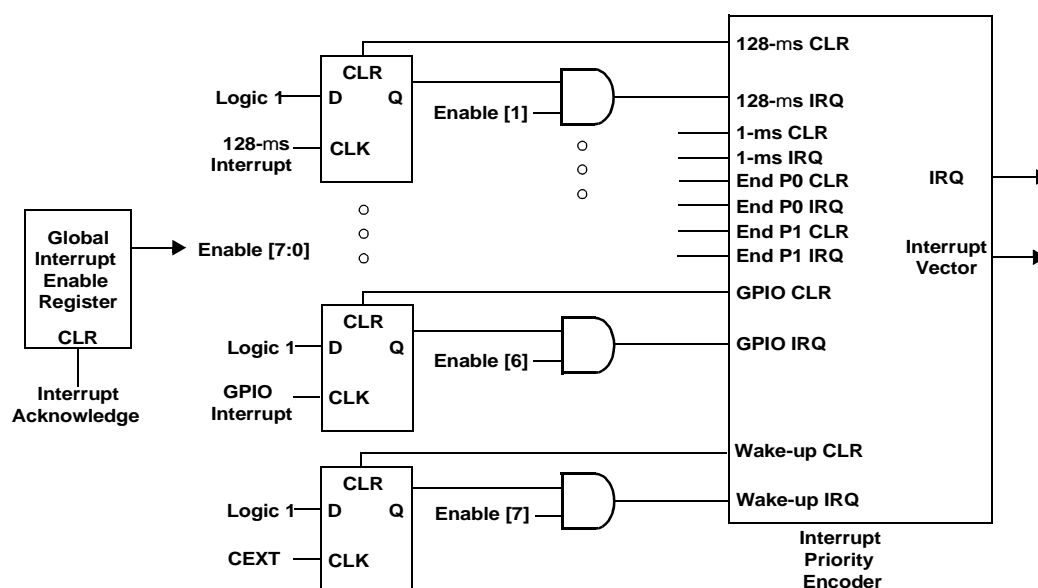 CLR
D Q
Logic 1
128-ms
Interrupt
CLK
Enable [1]
128-ms CLR
128-ms IRQ
1-ms CLR
1-ms IRQ
End P0 CLR
End P0 IRQ
End P1 CLR
End P1 IRQ
GPIO CLR
GPIO IRQ
Wake-up CLR
Wake-up IRQ
IRQ
Interrupt
Vector
Global
Interrupt
Enable
Register
CLR
Interrupt
Acknowledge
Enable [7:0]
CLR
D Q
Logic 1
GPIO
Interrupt
CLK
Enable [6]
CLR
D Q
Logic 1
CEXT
CLK
Enable [7]
Interrupt
Priority
Encoder